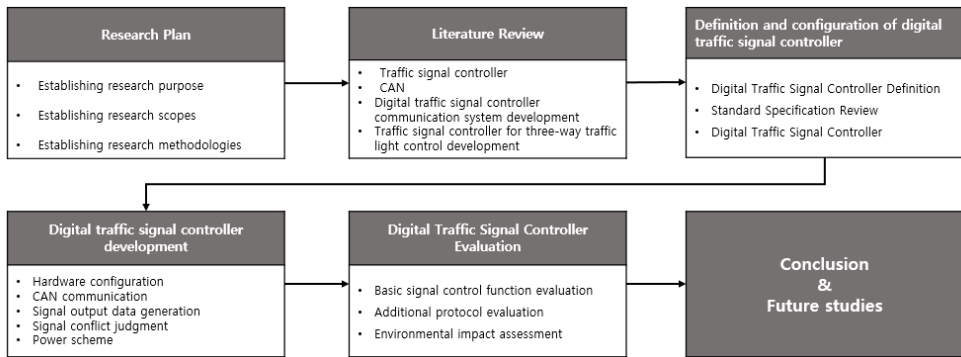 Research Plan
• Establishing research purpose
• Establishing research scopes
• Establishing research methodologies
Literature Review
• Traffic signal controller
• CAN
• Digital traffic signal controller
communication system development
• Traffic signal controller for three-way traffic
light control development
Definition and configuration of digital
traffic signal controller
• Digital Traffic Signal Controller Definition
• Standard Specification Review
• Digital Traffic Signal Controller
Digital traffic signal controller
development
• Hardware configuration
• CAN communication
• Signal output data generation
• Signal conflict judgment
• Power scheme
Digital Traffic Signal Controller
Evaluation
• Basic signal control function evaluation
• Additional protocol evaluation
• Environmental impact assessment
Conclusion
&
Future studies